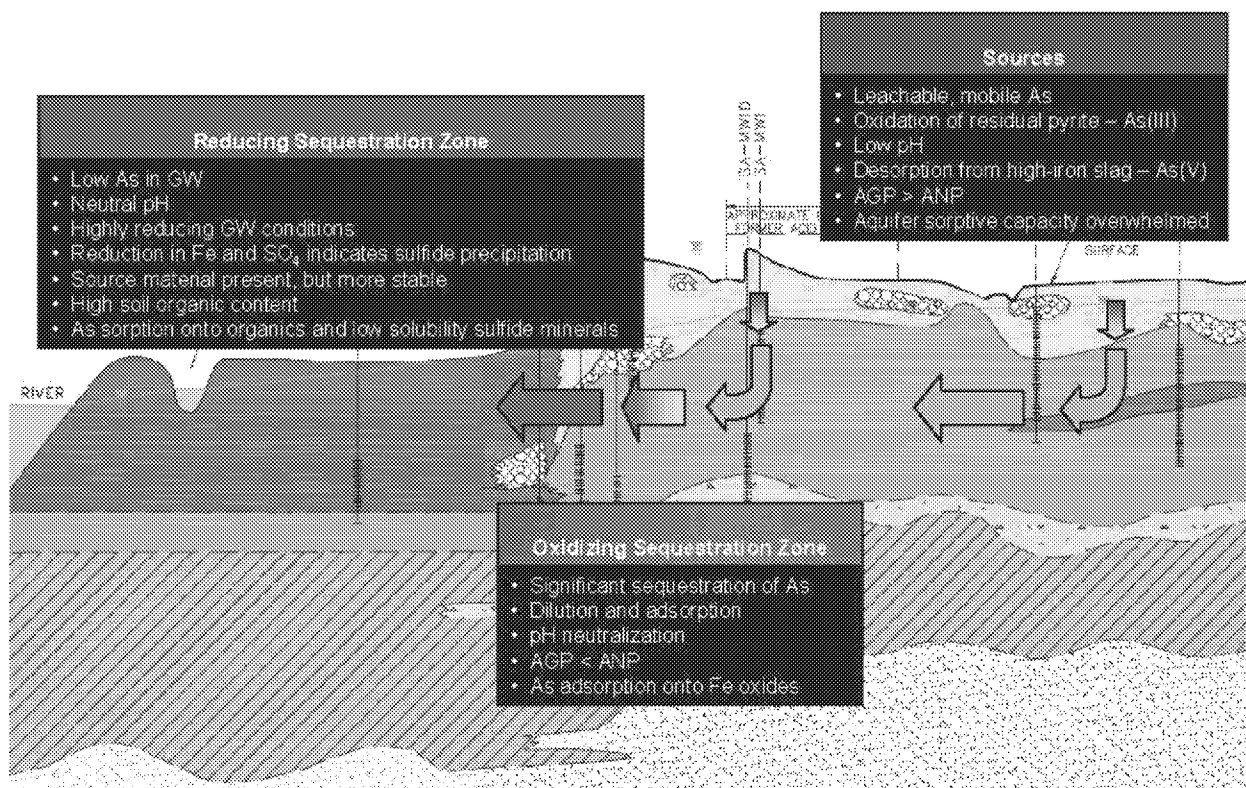 Sources
• Leachable, mobile As
• Oxidation of residual pyrite – As(III)
• Low pH
• Desorption from high-iron slag – As(V)
• AGP > ANP
• Aquifer sorptive capacity overwhelmed
Reducing Sequestration Zone
• Low As in GW
• Neutral pH
• Highly reducing GW conditions
• Reduction in Fe and SO₄ indicates sulfide precipitation
• Source material present, but more stable
• High soil organic content
• As sorption onto organics and low solubility sulfide minerals
APPROXIMATE
FORMER
SURFACE
RIVER
Oxidizing Sequestration Zone
• Significant sequestration of As
• Dilution and adsorption
• pH neutralization
• AGP < ANP
• As adsorption onto Fe oxides